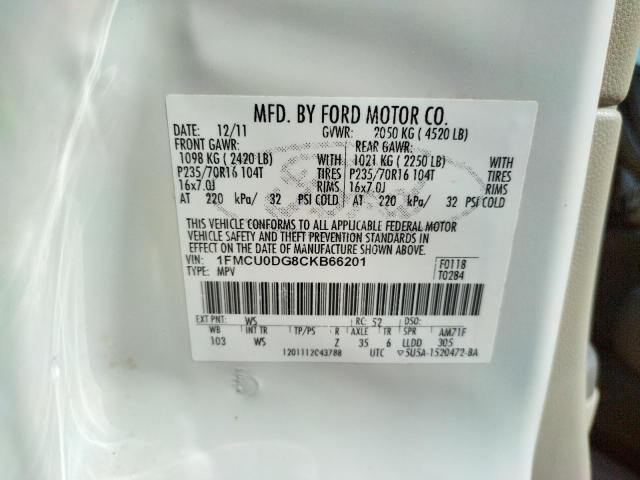 MFD. BY FORD MOTOR CO.
DATE: 12/11 GVWR: 2050 KG ( 4520 LB)
FRONT GAWR: REAR GAWR:
1098 KG ( 2420 LB) WITH 1021 KG ( 2250 LB) WITH
P235/70R16 104T TIRES P235/70R16 104T TIRES
16x7.0J RIMS 16x7.0J RIMS
AT 220 kPa/ 32 PSI COLD AT 220 kPa/ 32 PSI COLD
THIS VEHICLE CONFORMS TO ALL APPLICABLE FEDERAL MOTOR
VEHICLE SAFETY AND THEFT PREVENTION STANDARDS IN
EFFECT ON THE DATE OF MANUFACTURE SHOWN ABOVE.
VIN: 1FMCU0DG8CKB66201 F0118
TYPE: MPV T0284
EXT PNT: WS RC: 52 DSO:
WB INT TR TP/PS R AXLE TR SPR AM71F
103 WS Z 35 6 LLDD 305
1201112C43788 UTC ▽5U5A-1520472-BA